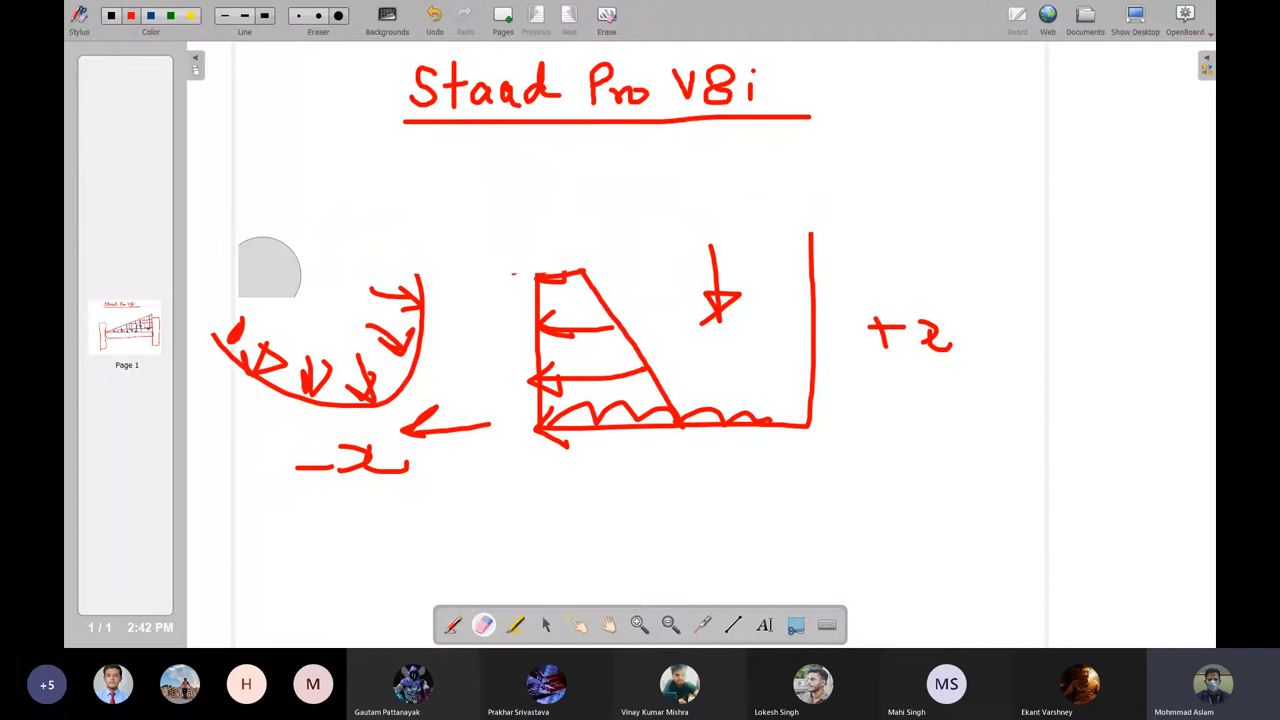 Stylus Color Line Eraser Backgrounds Undo Redo Pages Previous Next Erase Board Web Documents Show Desktop OpenBoard
Staad Pro V8i
Page 1
+x
-x
1 / 1 2:42 PM
+5 H M MS
Gautam Pattanayak Prakhar Srivastava Vinay Kumar Mishra Lokesh Singh Mahi Singh Ekant Varshney Mohmmad Aslam